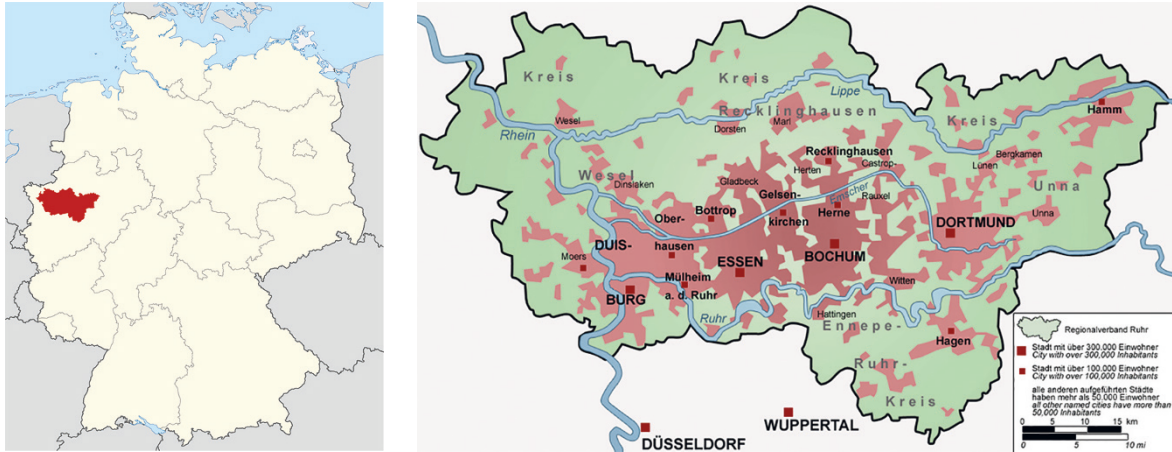 Kreis
Kreis
Recklinghausen
Lippe
Kreis
Hamm
Rhein
Wesel
Dorsten
Marl
Recklinghausen
Bergkamen
Lünen
Castrop-
Herten
Wesel
Dinslaken
Gladbeck
Gelsen-
Emscher
Rauxel
Unna
Ober-
Bottrop
kirchen
Herne
Unna
DORTMUND
DUIS-
hausen
BOCHUM
Moers
ESSEN
Mülheim
a. d. Ruhr
Witten
BURG
Ruhr
Hattingen
Ennepe-
Hagen
Ruhr-
Kreis
WUPPERTAL
DÜSSELDORF
Regionalverband Ruhr
Stadt mit über 300.000 Einwohner
City with over 300,000 Inhabitants
Stadt mit über 100.000 Einwohner
City with over 100,000 Inhabitants
alle anderen aufgeführten Städte
haben mehr als 50.000 Einwohner
all other named cities have more than
50,000 Inhabitants
0 5 10 15 km
0 5 10 mi